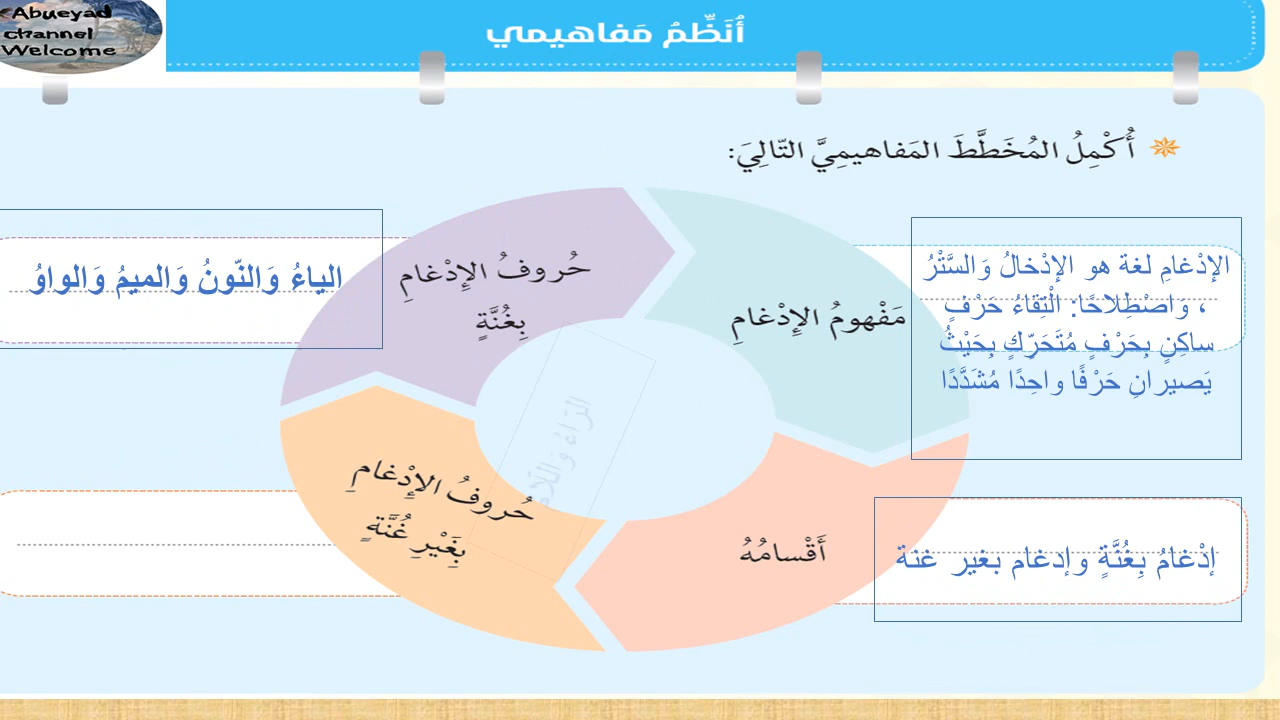 Abueyad
channel
Welcome
أُنَظِّمُ مَفاهيمي
أُكْمِلُ المُخَطَّطَ المَفاهيمِيَّ التّالِيَ:
مَفْهومُ الإِدْغامِ
الإدْغامِ لغة هو الإدْخالُ وَالسَّتْرُ
، وَاصْطِلاحًا: الْتِقاءُ حَرْفٍ
ساكِنٍ بِحَرْفٍ مُتَحَرّكٍ بِحَيْثُ
يَصيرانِ حَرْفًا واحِدًا مُشَدَّدًا
أَقْسامُهُ
إدْغامُ بِغُنَّةٍ وإدغام بغير غنة
حُروفُ الإِدْغامِ
بِغُنَّةٍ
الياءُ وَالنّونُ وَالميمُ وَالواوُ
حُروفُ الإِدْغامِ
بِغَيْرِ غُنَّةٍ
الرّاءُ